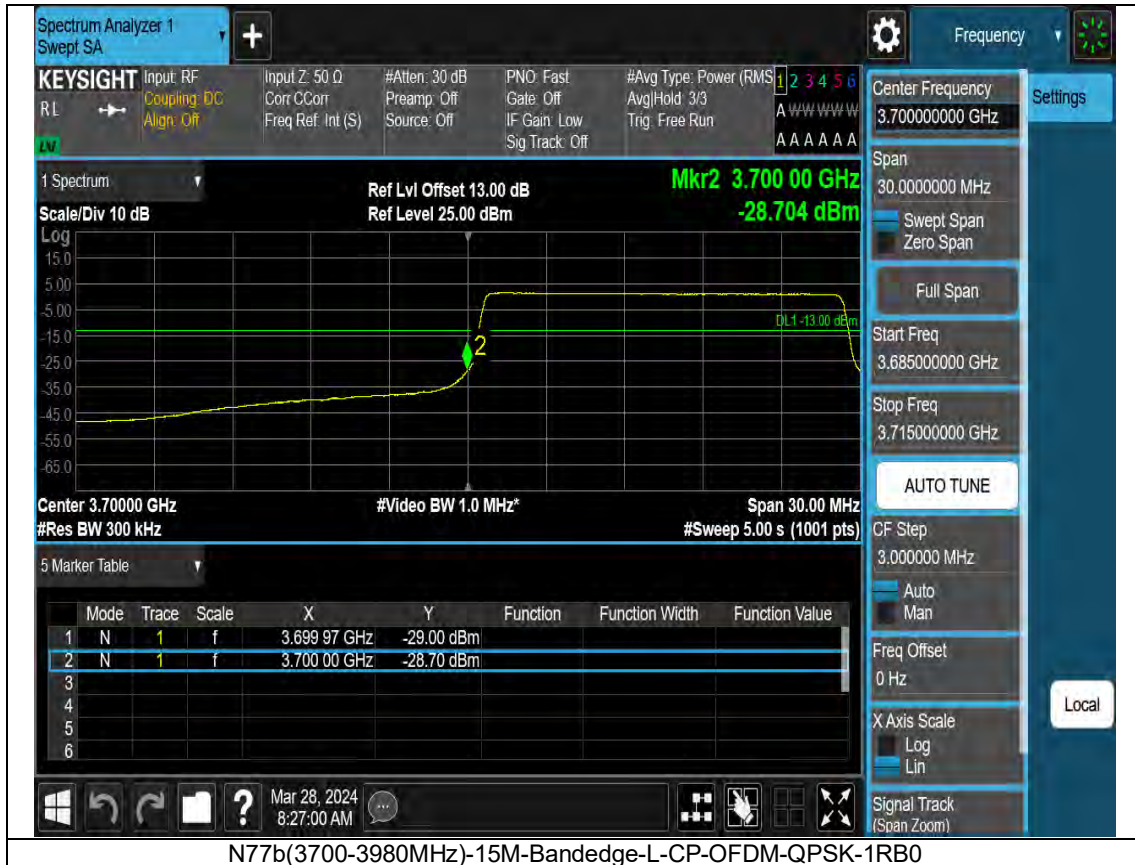 Spectrum Analyzer 1
Swept SA
Frequency
KEYSIGHT
RL
Input: RF
Coupling: DC
Align: Off
Input Z: 50 Ω
Corr CCorr
Freq Ref: Int (S)
#Atten: 30 dB
Preamp: Off
Source: Off
PNO: Fast
Gate: Off
IF Gain: Low
Sig Track: Off
#Avg Type: Power (RMS
Avg|Hold: 3/3
Trig: Free Run
1 2 3 4 5 6
A W W W W W
A A A A A A
Center Frequency
3.700000000 GHz
Settings
Span
30.0000000 MHz
Swept Span
Zero Span
Full Span
Start Freq
3.685000000 GHz
Stop Freq
3.715000000 GHz
AUTO TUNE
CF Step
3.000000 MHz
Auto
Man
Freq Offset
0 Hz
X Axis Scale
Log
Lin
Signal Track
(Span Zoom)
Local
1 Spectrum
Scale/Div 10 dB
Ref Lvl Offset 13.00 dB
Ref Level 25.00 dBm
Mkr2 3.700 00 GHz
-28.704 dBm
Log
15.0
5.00
-5.00
-15.0
-25.0
-35.0
-45.0
-55.0
-65.0
DL1 -13.00 dBm
2
Center 3.70000 GHz
#Video BW 1.0 MHz*
Span 30.00 MHz
#Res BW 300 kHz
#Sweep 5.00 s (1001 pts)
5 Marker Table
Mode Trace Scale X Y Function Function Width Function Value
1 N 1 f 3.699 97 GHz -29.00 dBm
2 N 1 f 3.700 00 GHz -28.70 dBm
3
4
5
6
?
Mar 28, 2024
8:27:00 AM
N77b(3700-3980MHz)-15M-Bandedge-L-CP-OFDM-QPSK-1RB0